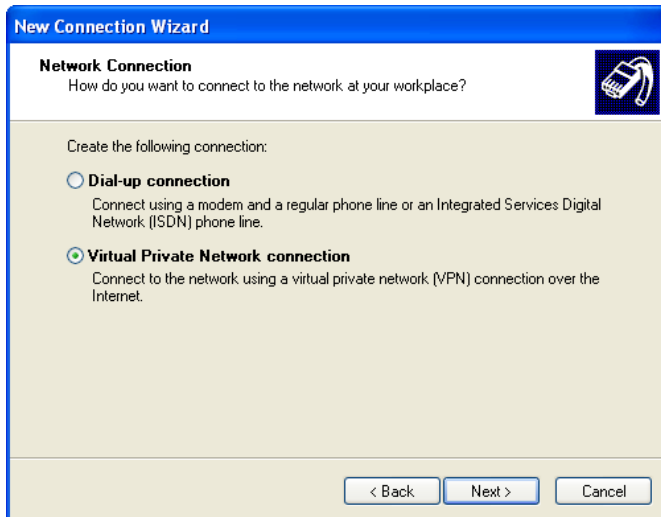 New Connection Wizard
Network Connection
How do you want to connect to the network at your workplace?
Create the following connection:
Dial-up connection
Connect using a modem and a regular phone line or an Integrated Services Digital
Network (ISDN) phone line.
Virtual Private Network connection
Connect to the network using a virtual private network (VPN) connection over the
Internet.
< Back
Next >
Cancel